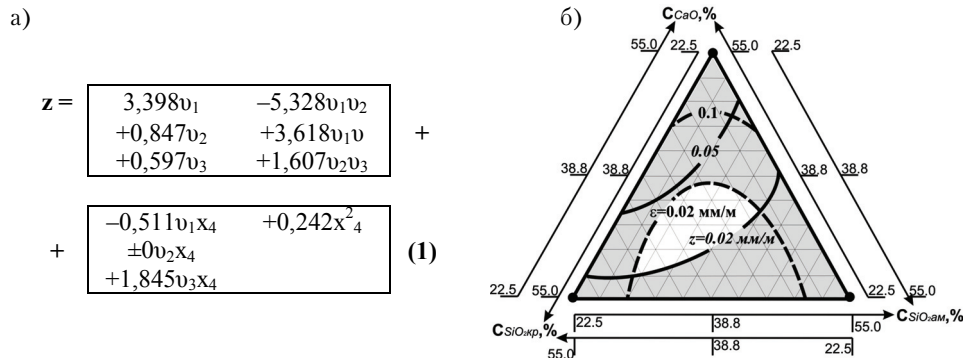 а)
z =
3,398υ₁ –5,328υ₁υ₂
+0,847υ₂ +3,618υ₁υ
+0,597υ₃ +1,607υ₂υ₃
+
+
–0,511υ₁x₄ +0,242x²₄
±0υ₂x₄
+1,845υ₃x₄
(1)
б)
C CaO,%
55.0 22.5 55.0 22.5
0.1
0.05
38.8 38.8 38.8 38.8
ε=0.02 мм/м
z=0.02 мм/м
22.5 55.0 22.5 55.0
C SiO₂кр,% C SiO₂ам,%
22.5 38.8 55.0
55.0 38.8 22.5